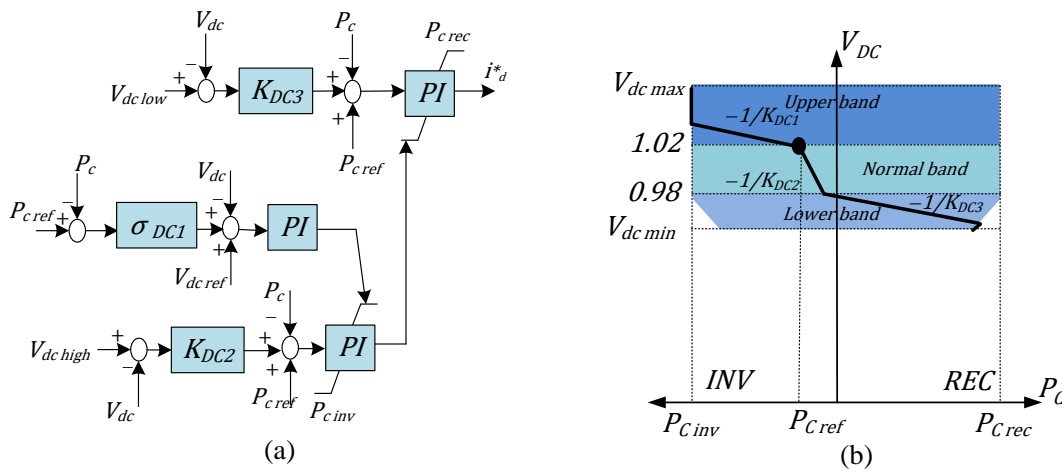 V_dc
P_c
P_c rec
i*_d
−
−
+
+
K_DC3
PI
V_dc low
+
P_c ref
P_c
V_dc
−
−
P_c ref
+
σ_DC1
+
PI
+
V_dc ref
P_c
−
+
K_DC2
+
PI
V_dc high
−
+
V_dc
P_c ref
P_c inv
(a)
V_DC
V_dc max
Upper band
−1/K_DC1
1.02
−1/K_DC2
Normal band
0.98
Lower band
−1/K_DC3
V_dc min
INV
REC
P_C
P_C inv
P_C ref
P_C rec
(b)